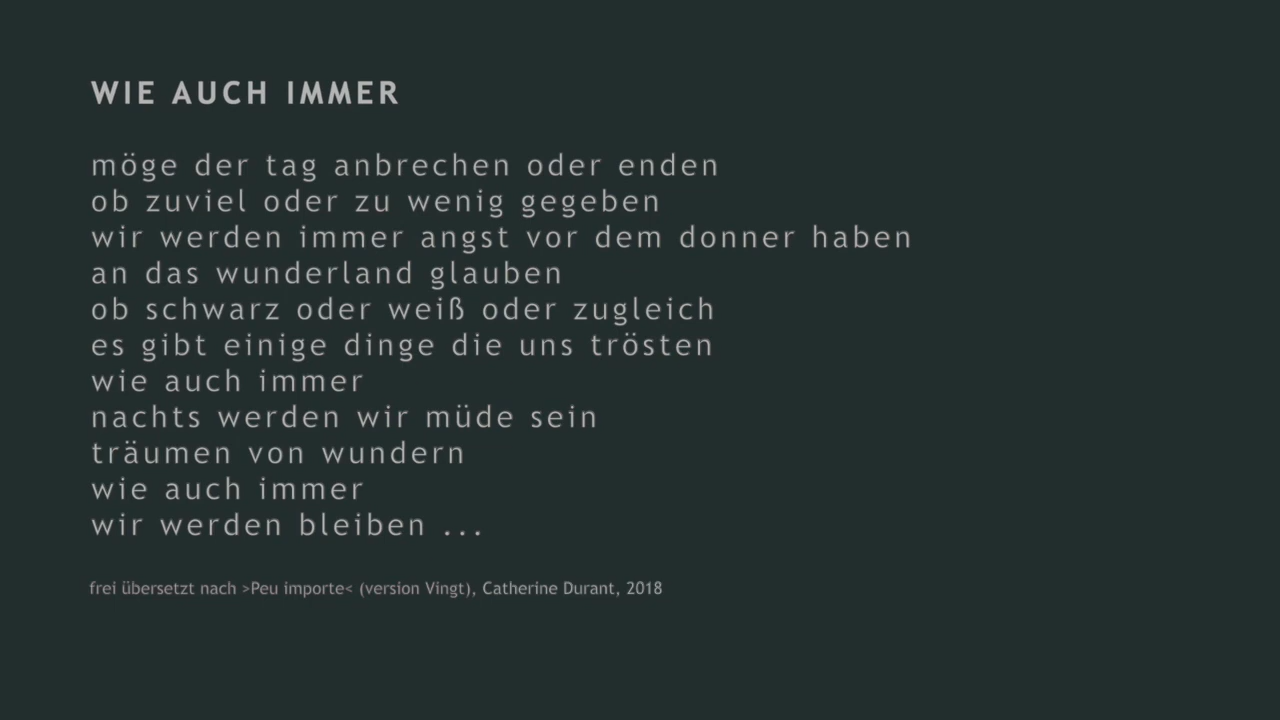 WIE AUCH IMMER
möge der tag anbrechen oder enden
ob zuviel oder zu wenig gegeben
wir werden immer angst vor dem donner haben
an das wunderland glauben
ob schwarz oder weiß oder zugleich
es gibt einige dinge die uns trösten
wie auch immer
nachts werden wir müde sein
träumen von wundern
wie auch immer
wir werden bleiben ...
frei übersetzt nach >Peu importe< (version Vingt), Catherine Durant, 2018